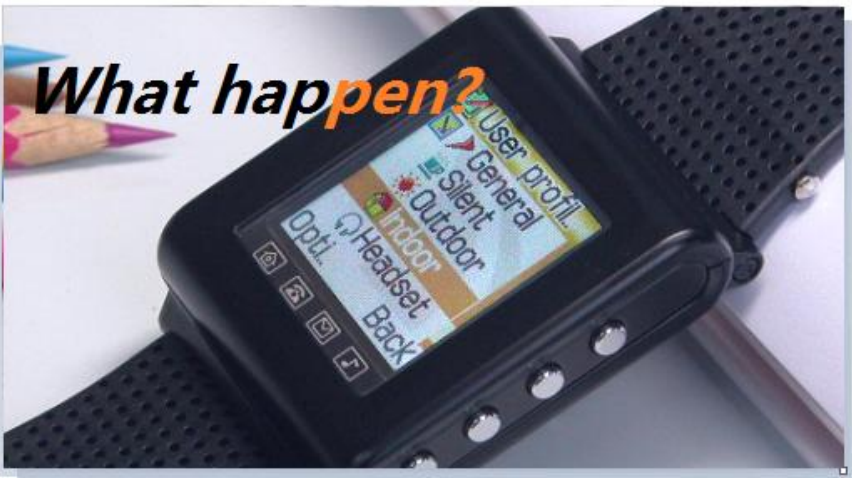 What happen?
User profil..
General
Silent
Outdoor
Indoor
Headset
Opti.. Back